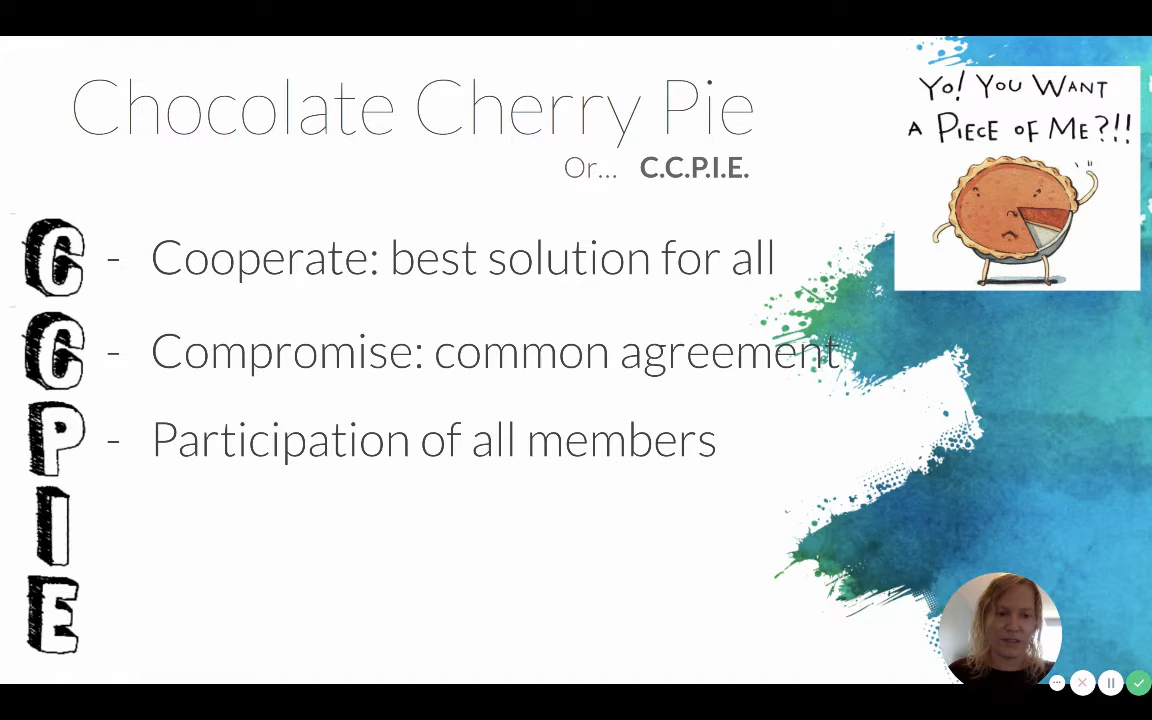 Chocolate Cherry Pie
Or... C.C.P.I.E.
Yo! You Want
A Piece of Me?!!
C - Cooperate: best solution for all
C - Compromise: common agreement
P - Participation of all members
I
E